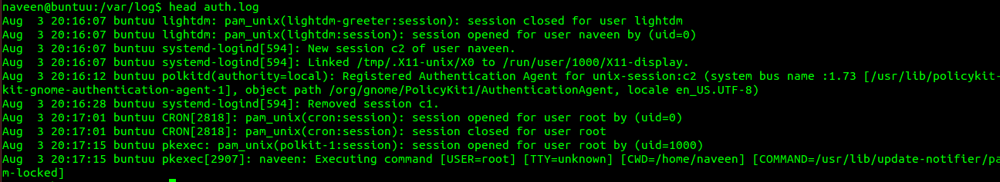 naveen@buntuu:/var/log$ head auth.log
Aug  3 20:16:07 buntuu lightdm: pam_unix(lightdm-greeter:session): session closed for user lightdm
Aug  3 20:16:07 buntuu lightdm: pam_unix(lightdm:session): session opened for user naveen by (uid=0)
Aug  3 20:16:07 buntuu systemd-logind[594]: New session c2 of user naveen.
Aug  3 20:16:07 buntuu systemd-logind[594]: Linked /tmp/.X11-unix/X0 to /run/user/1000/X11-display.
Aug  3 20:16:12 buntuu polkitd(authority=local): Registered Authentication Agent for unix-session:c2 (system bus name :1.73 [/usr/lib/policykit-
kit-gnome-authentication-agent-1], object path /org/gnome/PolicyKit1/AuthenticationAgent, locale en_US.UTF-8)
Aug  3 20:16:28 buntuu systemd-logind[594]: Removed session c1.
Aug  3 20:17:01 buntuu CRON[2818]: pam_unix(cron:session): session opened for user root by (uid=0)
Aug  3 20:17:01 buntuu CRON[2818]: pam_unix(cron:session): session closed for user root
Aug  3 20:17:15 buntuu pkexec: pam_unix(polkit-1:session): session opened for user root by (uid=1000)
Aug  3 20:17:15 buntuu pkexec[2907]: naveen: Executing command [USER=root] [TTY=unknown] [CWD=/home/naveen] [COMMAND=/usr/lib/update-notifier/pa
m-locked]